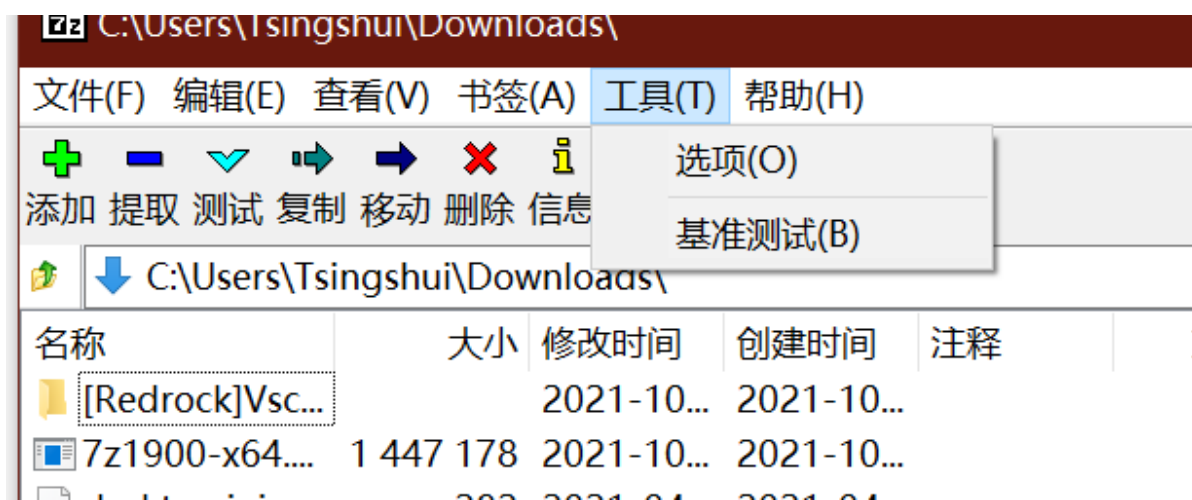 7z C:\Users\Tsingshui\Downloads\
文件(F) 编辑(E) 查看(V) 书签(A) 工具(T) 帮助(H)
选项(O)
基准测试(B)
添加 提取 测试 复制 移动 删除 信息
C:\Users\Tsingshui\Downloads\
名称 大小 修改时间 创建时间 注释
[Redrock]Vsc... 2021-10... 2021-10...
7z1900-x64.... 1 447 178 2021-10... 2021-10...